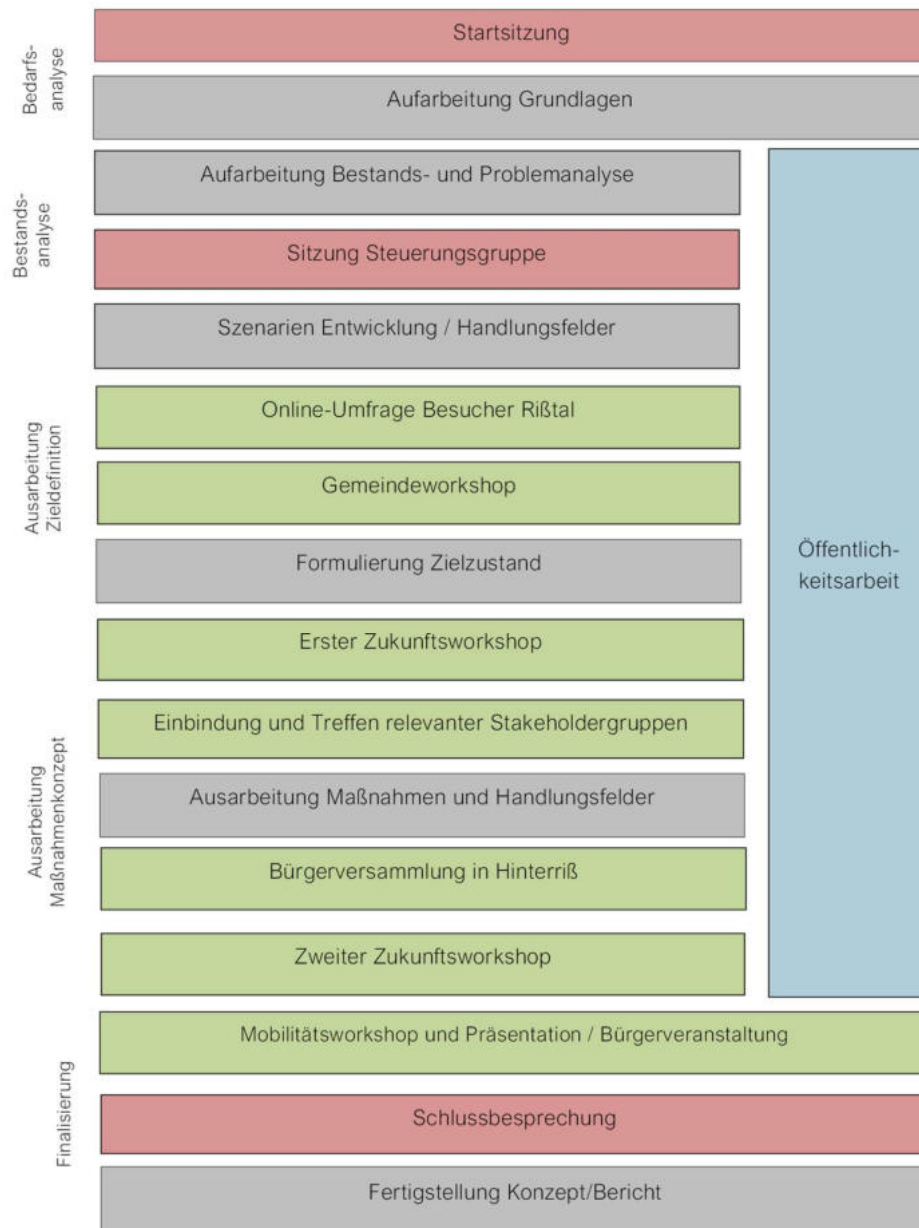 Bedarfs-
analyse
Startsitzung
Aufarbeitung Grundlagen
Bestands-
analyse
Aufarbeitung Bestands- und Problemanalyse
Sitzung Steuerungsgruppe
Szenarien Entwicklung / Handlungsfelder
Ausarbeitung
Zieldefinition
Online-Umfrage Besucher Rißtal
Gemeindeworkshop
Formulierung Zielzustand
Erster Zukunftsworkshop
Ausarbeitung
Maßnahmenkonzept
Einbindung und Treffen relevanter Stakeholdergruppen
Ausarbeitung Maßnahmen und Handlungsfelder
Bürgerversammlung in Hinterriß
Zweiter Zukunftsworkshop
Öffentlich-
keitsarbeit
Finalisierung
Mobilitätsworkshop und Präsentation / Bürgerveranstaltung
Schlussbesprechung
Fertigstellung Konzept/Bericht